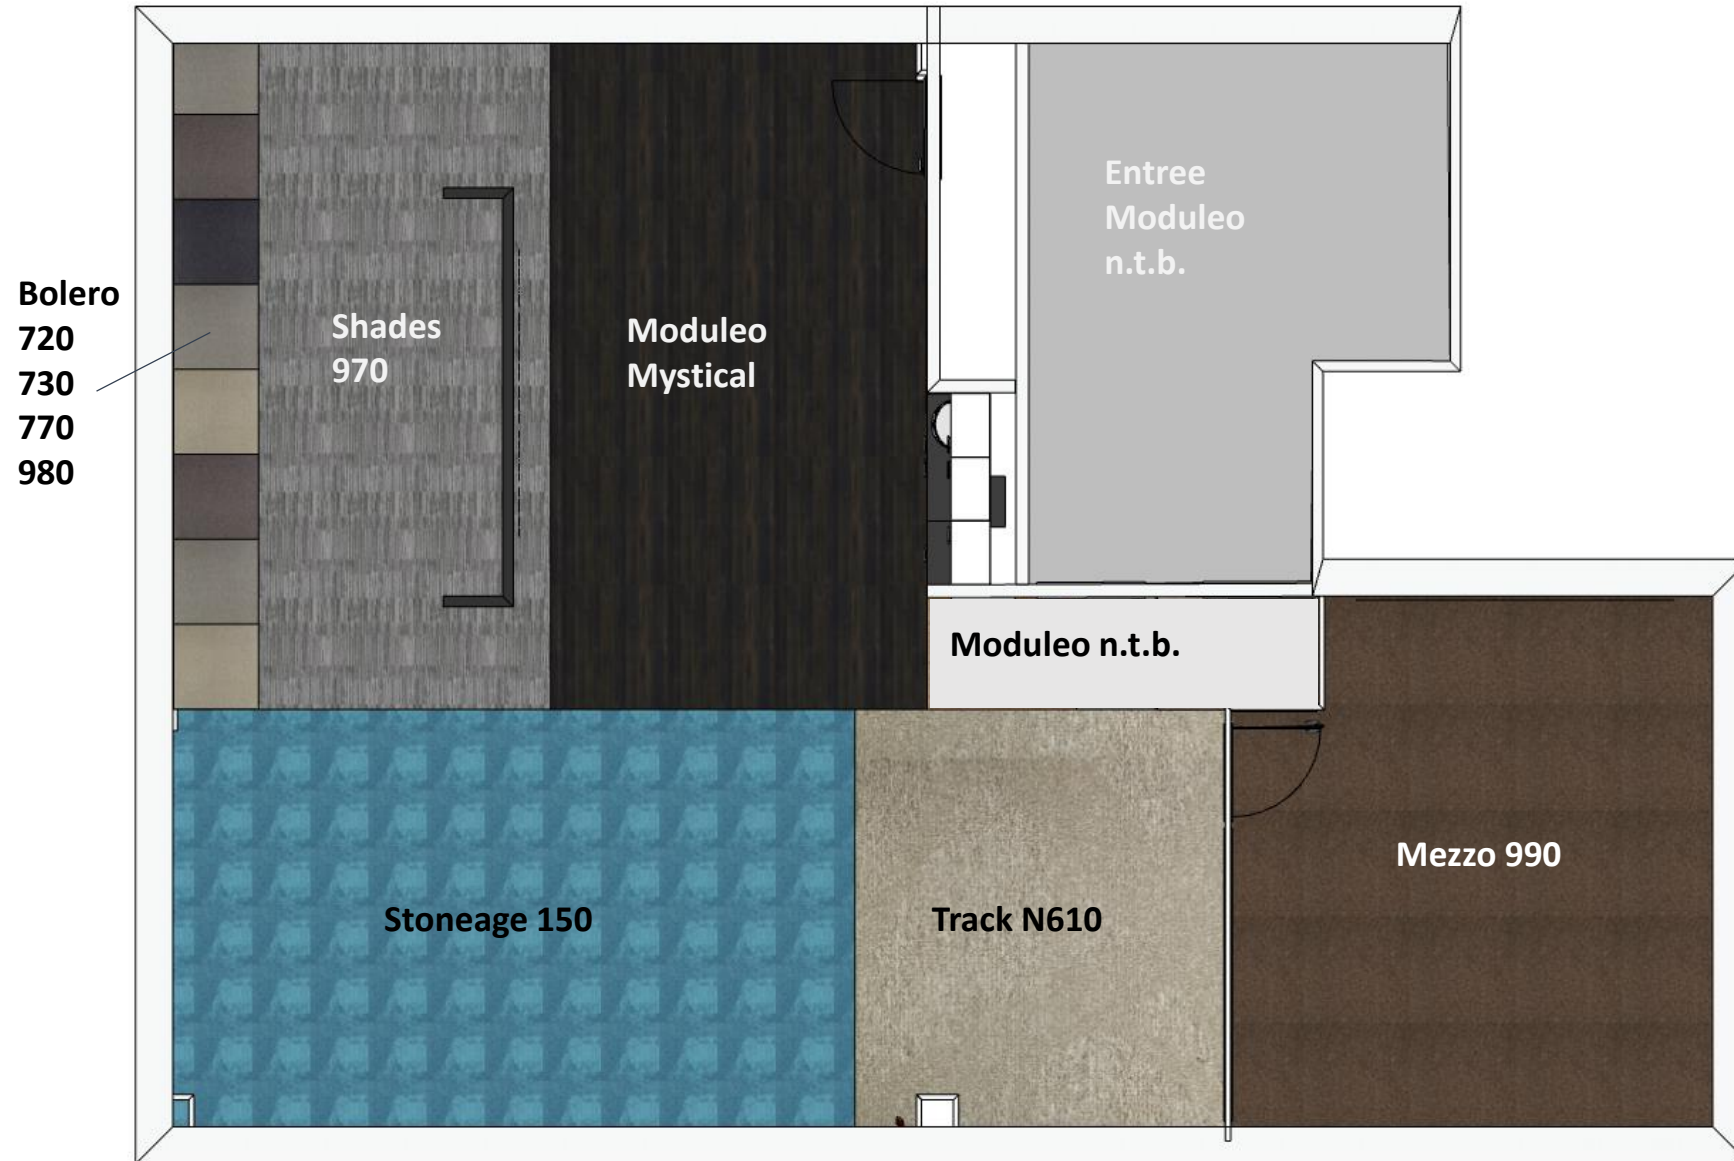 Entree
Moduleo
n.t.b.
Bolero
720
730
770
980
Shades
970
Moduleo
Mystical
Moduleo n.t.b.
Mezzo 990
Stoneage 150
Track N610